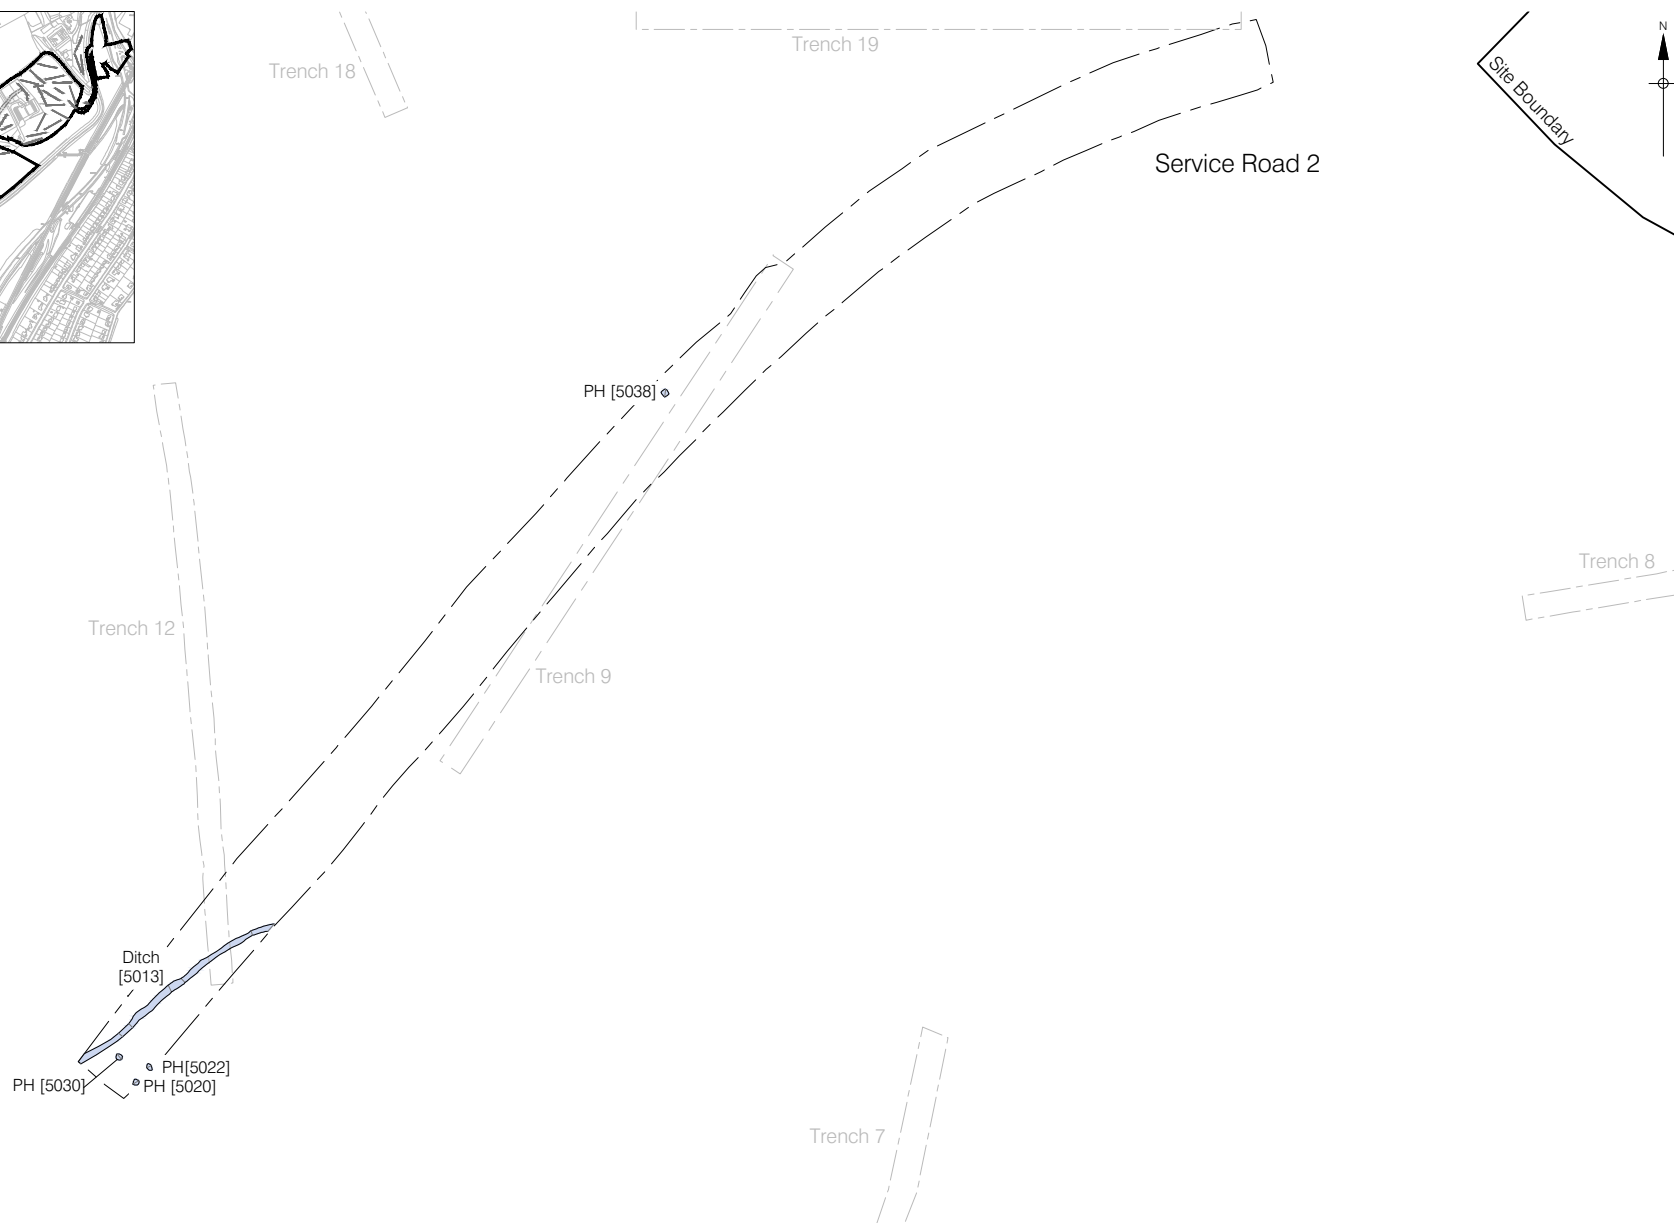 Trench 19
Trench 18
N
Site Boundary
Service Road 2
PH [5038]
Trench 8
Trench 12
Trench 9
Ditch
[5013]
PH[5022]
PH [5030]
PH [5020]
Trench 7